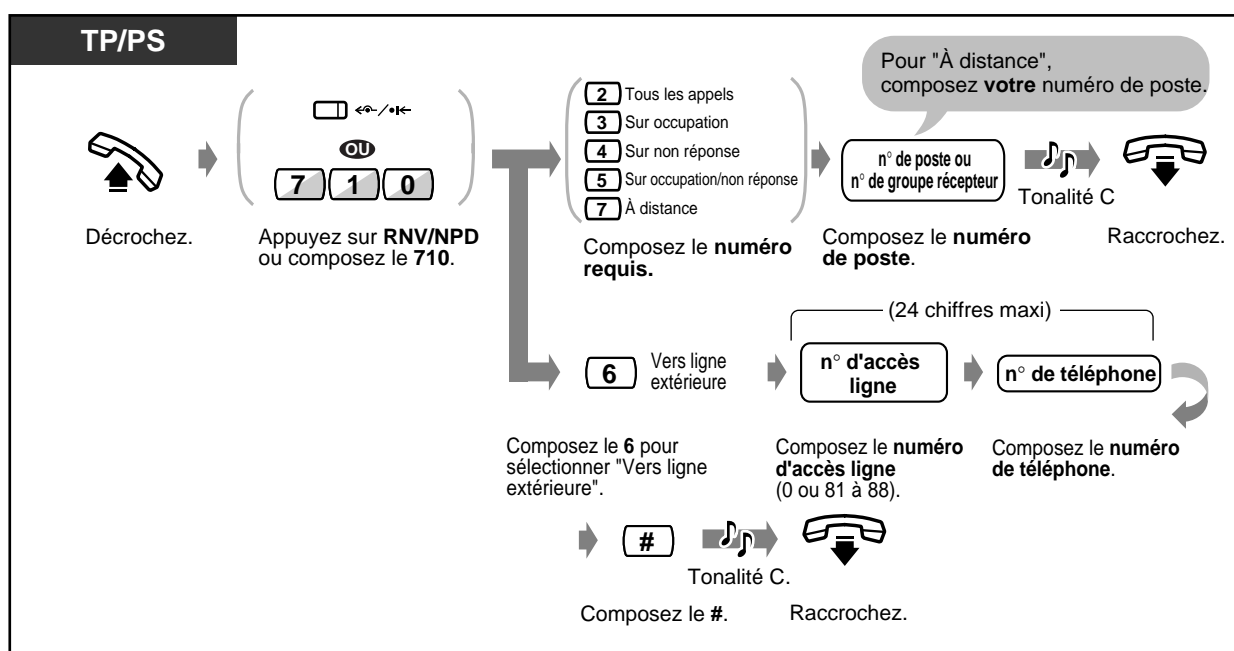 TP/PS
Pour "À distance",
composez votre numéro de poste.
OU
7 1 0
2 Tous les appels
3 Sur occupation
4 Sur non réponse
5 Sur occupation/non réponse
7 À distance
n° de poste ou
n° de groupe récepteur
Tonalité C
Décrochez.
Appuyez sur RNV/NPD
ou composez le 710.
Composez le numéro
requis.
Composez le numéro
de poste.
Raccrochez.
(24 chiffres maxi)
6 Vers ligne
extérieure
n° d'accès
ligne
n° de téléphone
Composez le 6 pour
sélectionner "Vers ligne
extérieure".
Composez le numéro
d'accès ligne
(0 ou 81 à 88).
Composez le numéro
de téléphone.
#
Tonalité C.
Composez le #.
Raccrochez.